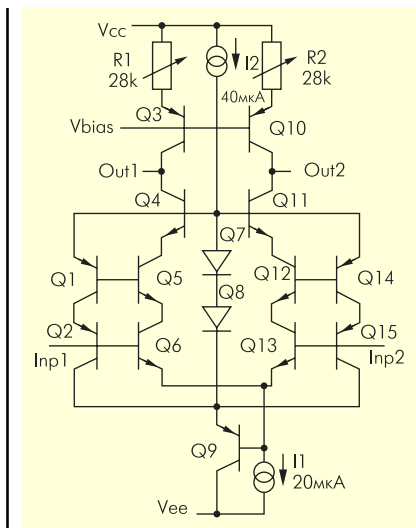 Vcc
R1
28k
I2
40мкА
R2
28k
Q3
Q10
Vbias
Out1
Out2
Q4
Q11
Q7
Q1
Q5
Q8
Q12
Q14
Q2
Q6
Q13
Q15
Inp1
Inp2
Q9
I1
20мкА
Vee